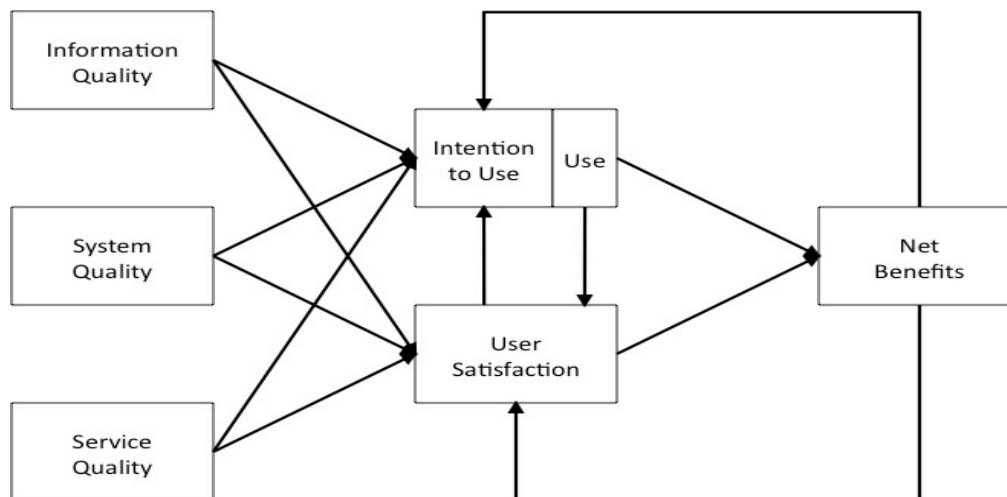 Information
Quality
Intention
to Use
Use
System
Quality
Net
Benefits
User
Satisfaction
Service
Quality